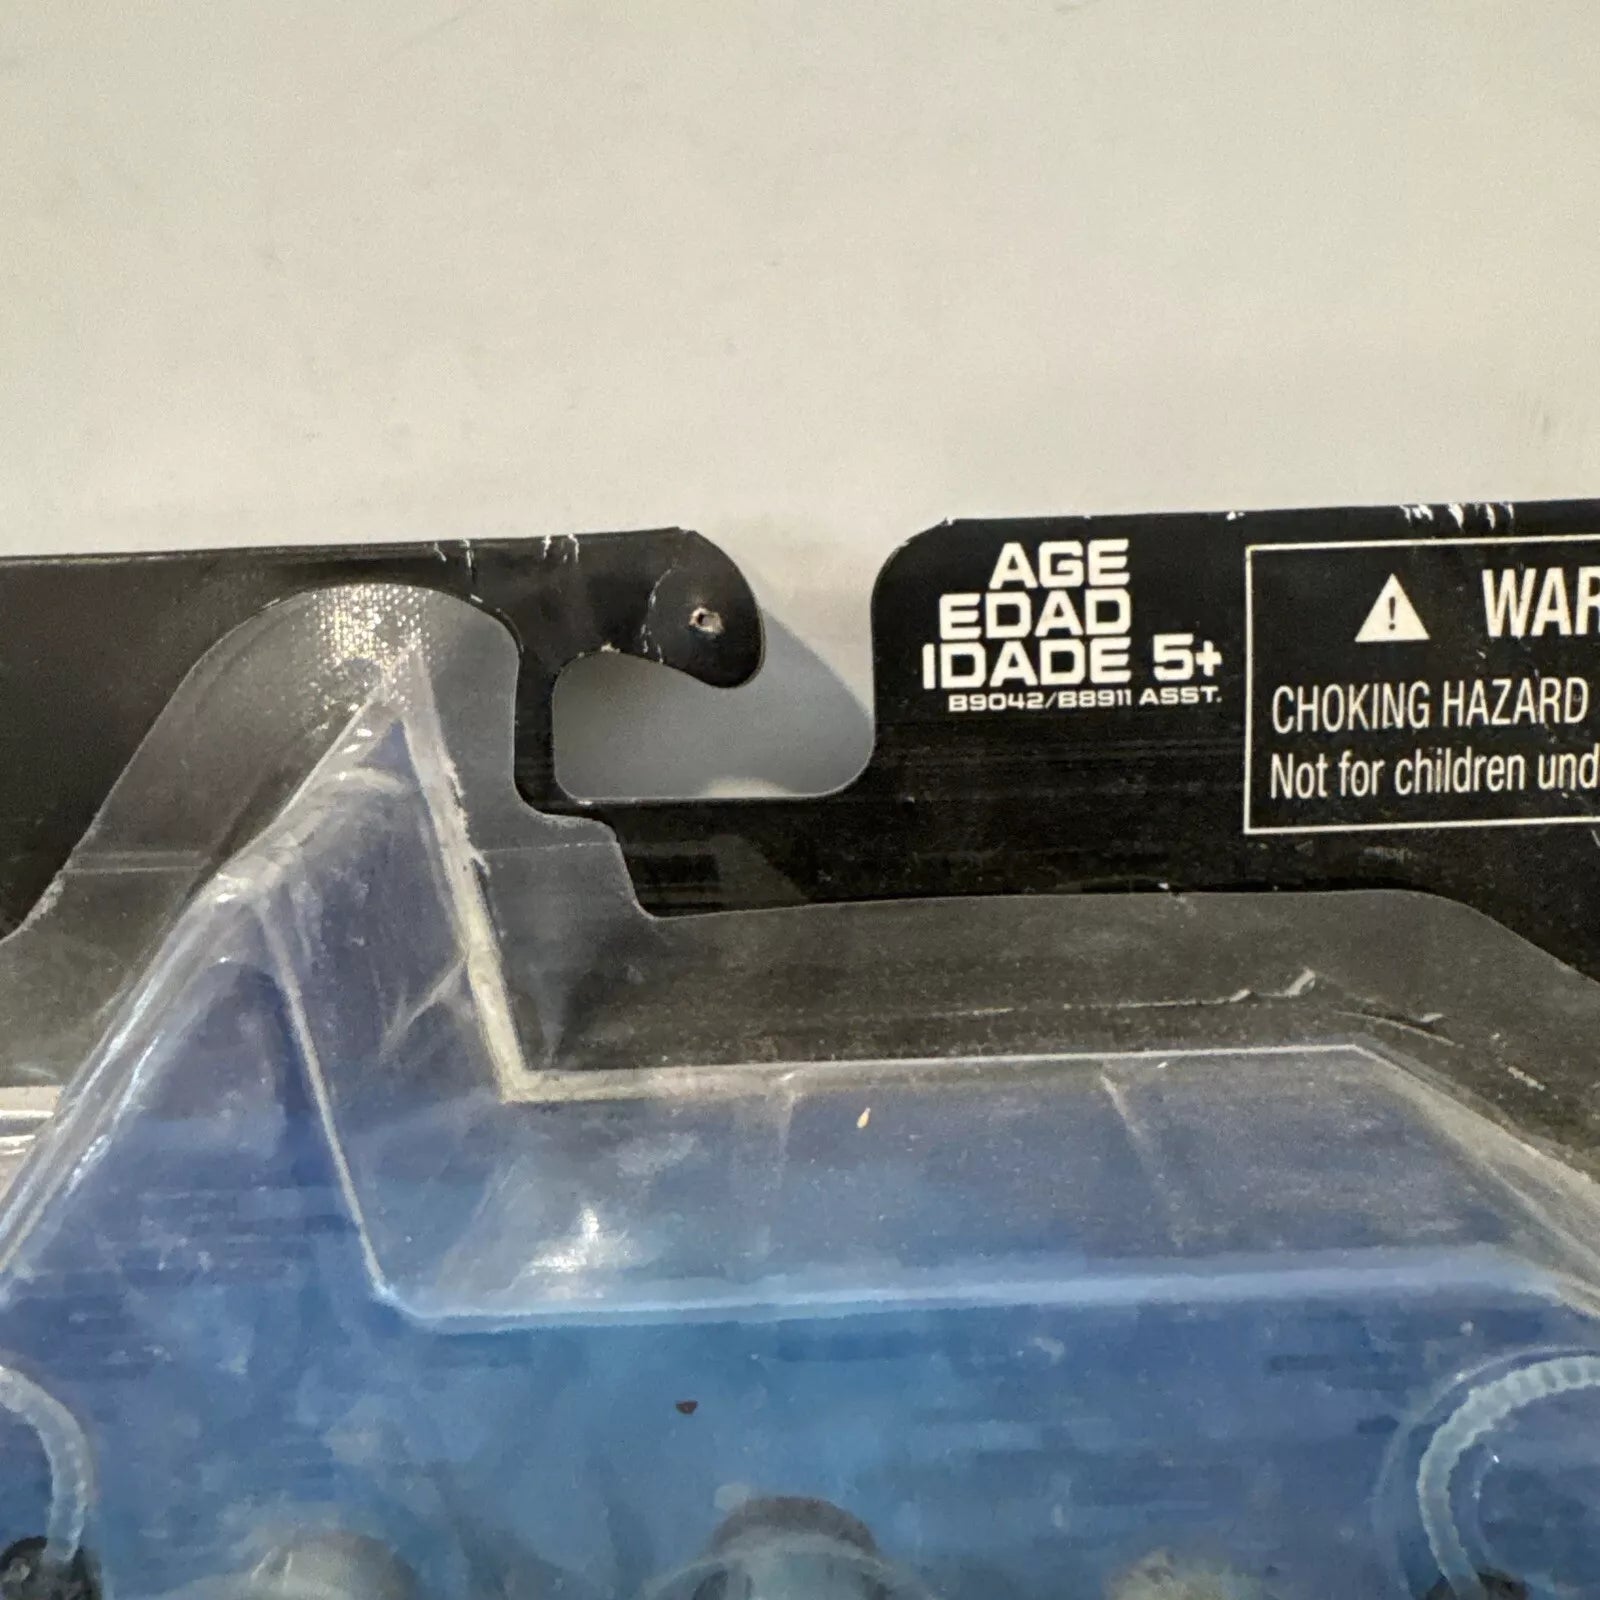 AGE
EDAD
IDADE 5+
B9042/B8911 ASST.
WAR
CHOKING HAZARD
Not for children und